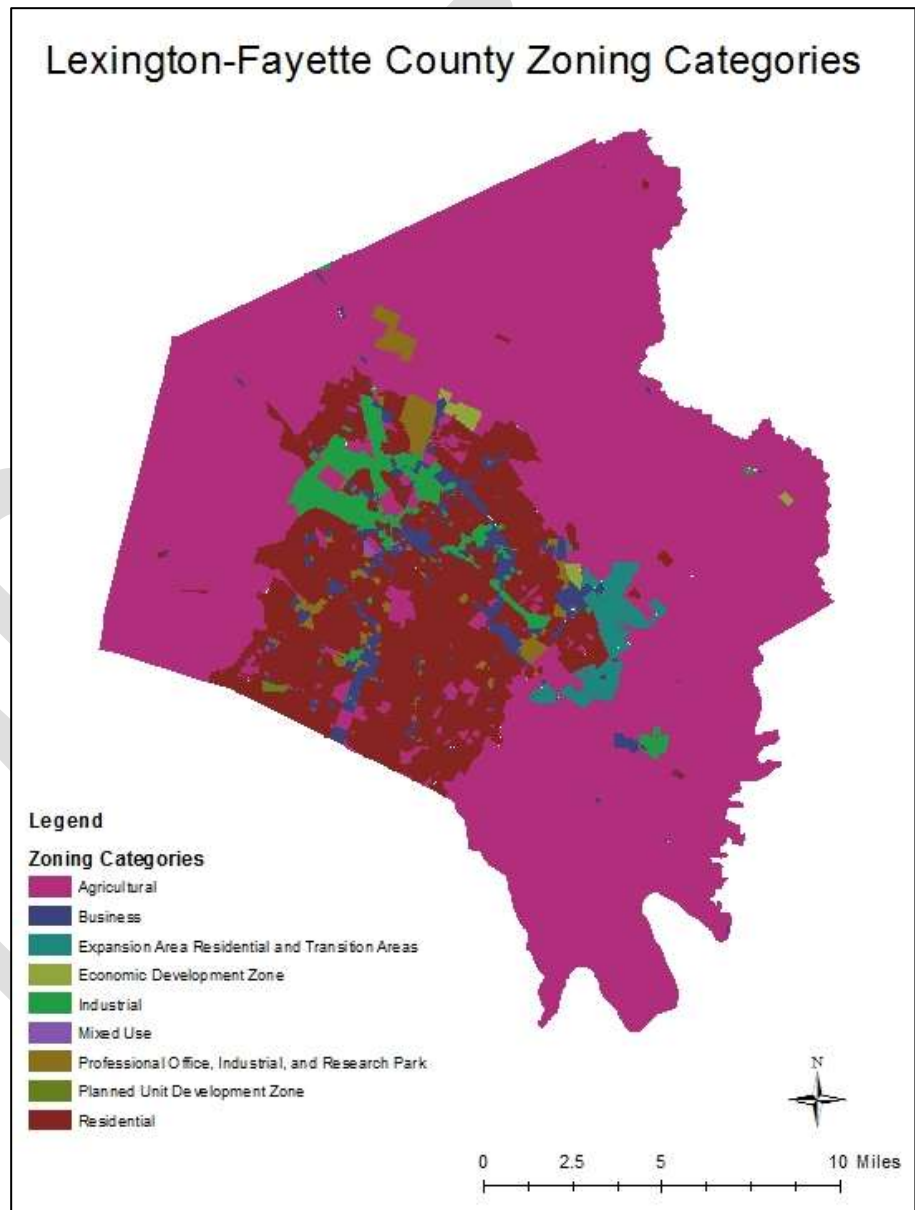 Lexington-Fayette County Zoning Categories
Legend
Zoning Categories
Agricultural
Business
Expansion Area Residential and Transition Areas
Economic Development Zone
Industrial
Mixed Use
Professional Office, Industrial, and Research Park
Planned Unit Development Zone
Residential
N
0 2.5 5 10 Miles